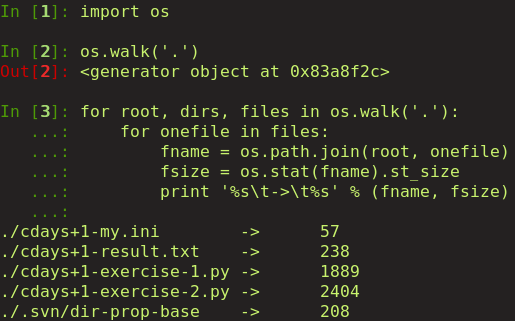 In [1]: import os
In [2]: os.walk('.')
Out[2]: <generator object at 0x83a8f2c>
In [3]: for root, dirs, files in os.walk('.'):
   ...:     for onefile in files:
   ...:         fname = os.path.join(root, onefile)
   ...:         fsize = os.stat(fname).st_size
   ...:         print '%s\t->\t%s' % (fname, fsize)
   ...:
./cdays+1-my.ini        ->      57
./cdays+1-result.txt    ->      238
./cdays+1-exercise-1.py ->      1889
./cdays+1-exercise-2.py ->      2404
./.svn/dir-prop-base    ->      208